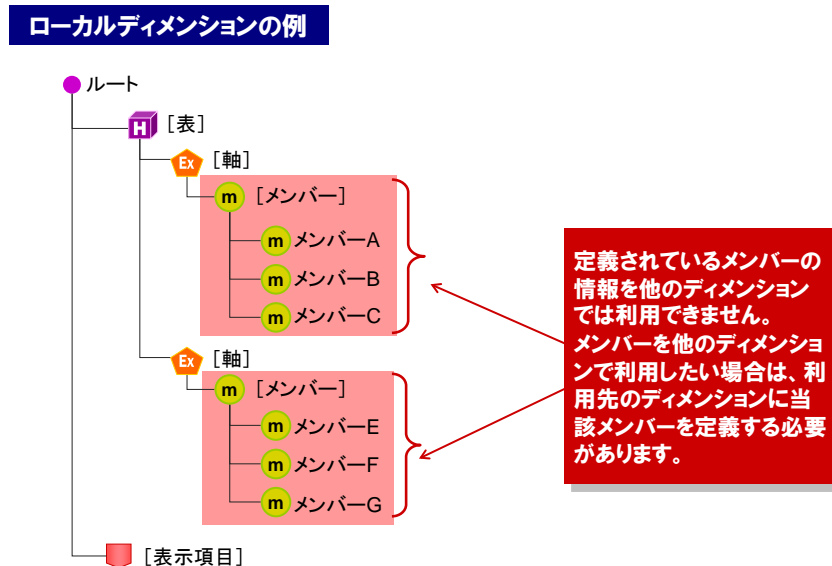 ローカルディメンションの例
ルート
H [表]
Ex [軸]
m [メンバー]
m メンバーA
m メンバーB
m メンバーC
Ex [軸]
m [メンバー]
m メンバーE
m メンバーF
m メンバーG
[表示項目]
定義されているメンバーの
情報を他のディメンション
では利用できません。
メンバーを他のディメンショ
ンで利用したい場合は、利
用先のディメンションに当
該メンバーを定義する必要
があります。